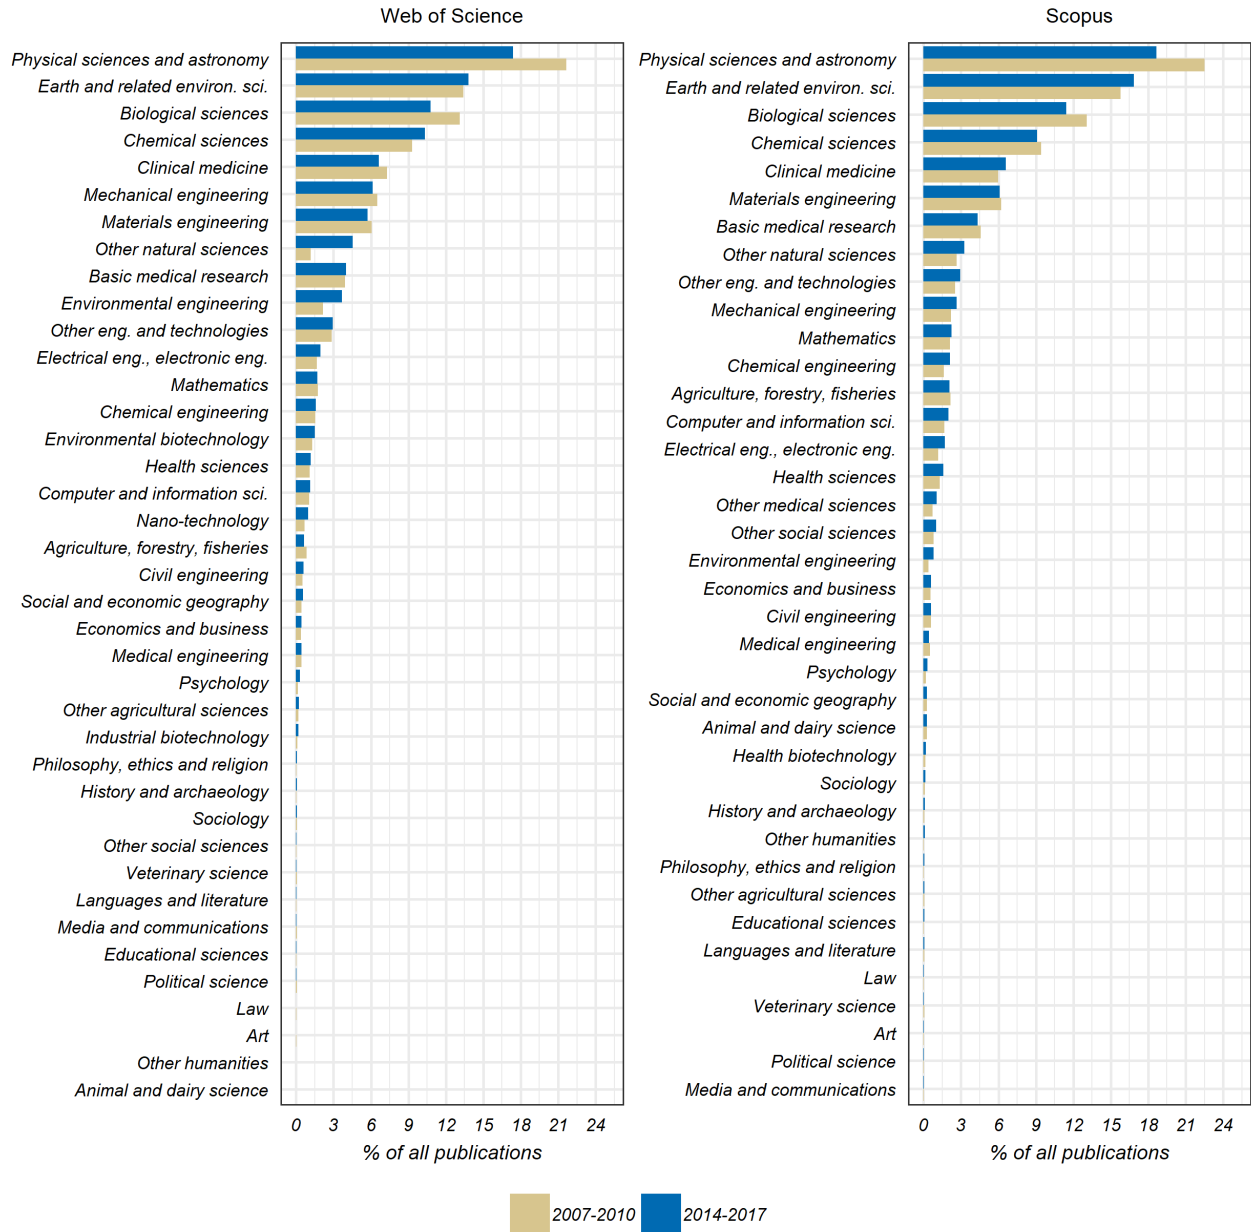 Web of Science
Physical sciences and astronomy
Earth and related environ. sci.
Biological sciences
Chemical sciences
Clinical medicine
Mechanical engineering
Materials engineering
Other natural sciences
Basic medical research
Environmental engineering
Other eng. and technologies
Electrical eng., electronic eng.
Mathematics
Chemical engineering
Environmental biotechnology
Health sciences
Computer and information sci.
Nano-technology
Agriculture, forestry, fisheries
Civil engineering
Social and economic geography
Economics and business
Medical engineering
Psychology
Other agricultural sciences
Industrial biotechnology
Philosophy, ethics and religion
History and archaeology
Sociology
Other social sciences
Veterinary science
Languages and literature
Media and communications
Educational sciences
Political science
Law
Art
Other humanities
Animal and dairy science
0 3 6 9 12 15 18 21 24
% of all publications
Scopus
Physical sciences and astronomy
Earth and related environ. sci.
Biological sciences
Chemical sciences
Clinical medicine
Materials engineering
Basic medical research
Other natural sciences
Other eng. and technologies
Mechanical engineering
Mathematics
Chemical engineering
Agriculture, forestry, fisheries
Computer and information sci.
Electrical eng., electronic eng.
Health sciences
Other medical sciences
Other social sciences
Environmental engineering
Economics and business
Civil engineering
Medical engineering
Psychology
Social and economic geography
Animal and dairy science
Health biotechnology
Sociology
History and archaeology
Other humanities
Philosophy, ethics and religion
Other agricultural sciences
Educational sciences
Languages and literature
Law
Veterinary science
Art
Political science
Media and communications
0 3 6 9 12 15 18 21 24
% of all publications
2007-2010 2014-2017